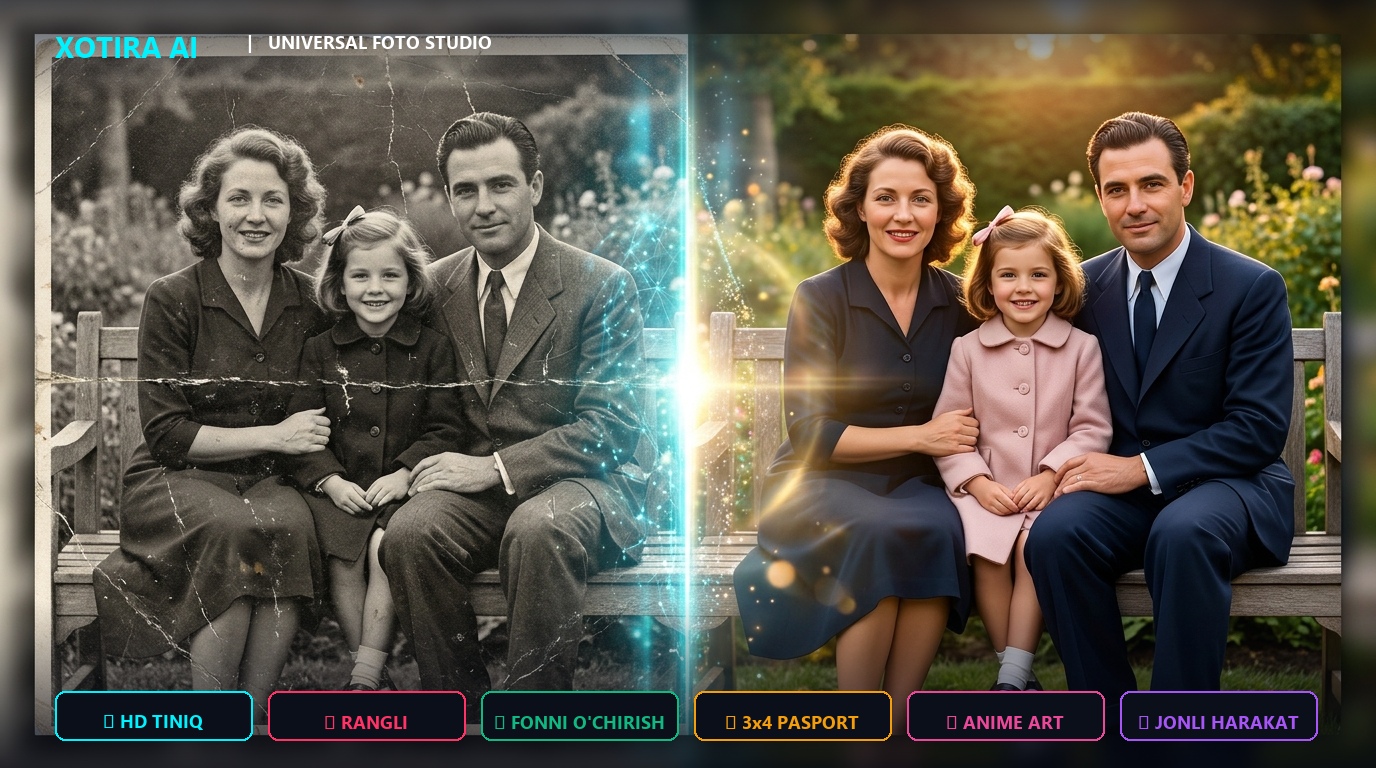 XOTIRA AI | UNIVERSAL FOTO STUDIO
HD TINIQ
RANGLI
FONNI O'CHIRISH
3x4 PASPORT
ANIME ART
JONLI HARAKAT